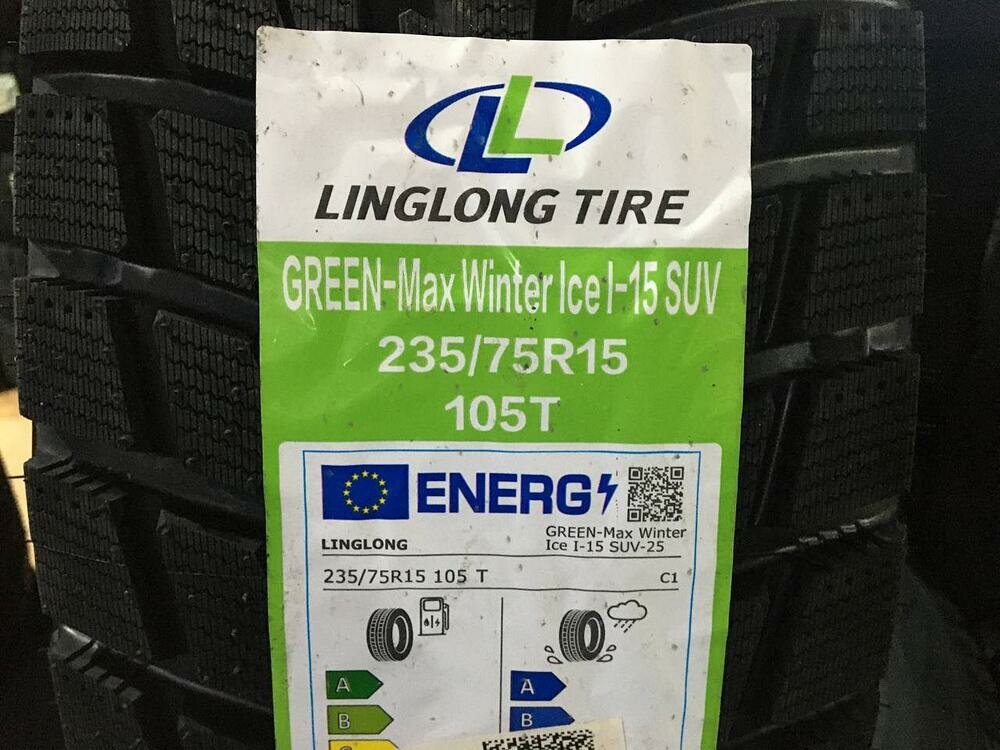 LINGLONG TIRE
GREEN-Max Winter Ice I-15 SUV
235/75R15
105T
ENERG
LINGLONG
GREEN-Max Winter
Ice I-15 SUV-25
235/75R15 105 T
C1
A
A
B
B